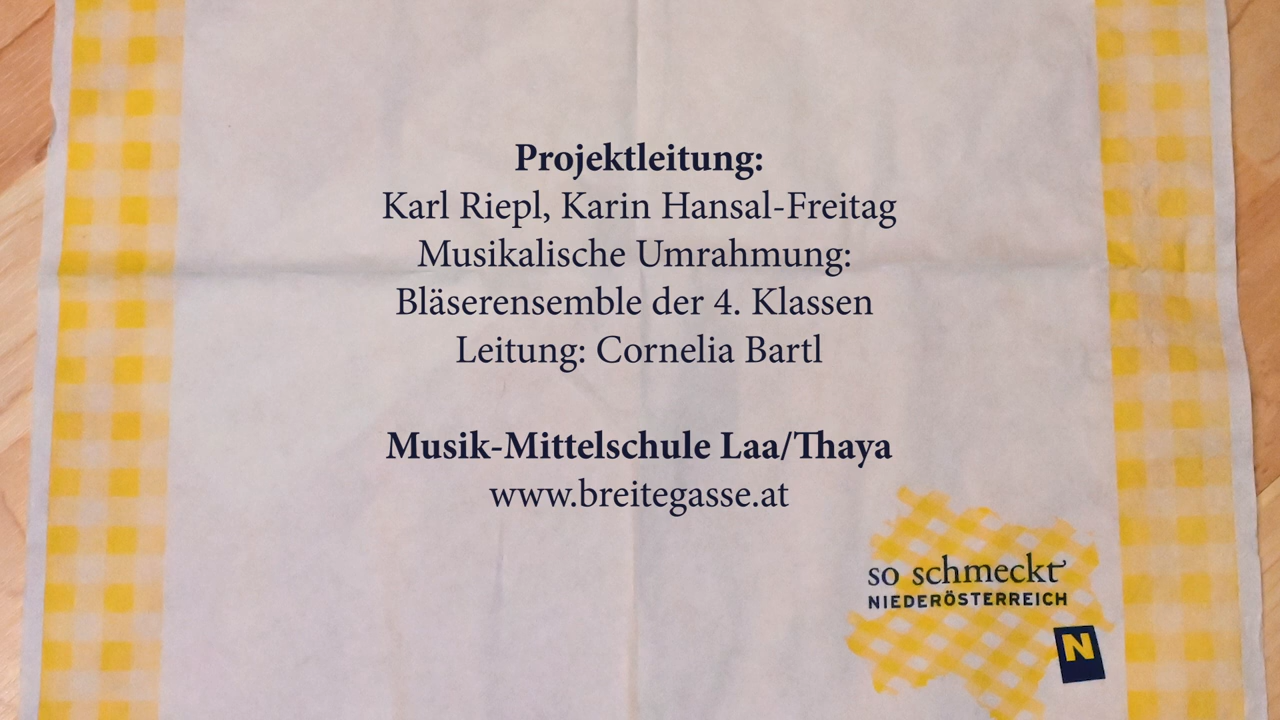 Projektleitung:
Karl Riepl, Karin Hansal-Freitag
Musikalische Umrahmung:
Bläserensemble der 4. Klassen
Leitung: Cornelia Bartl
Musik-Mittelschule Laa/Thaya
www.breitegasse.at
so schmeckt
NIEDERÖSTERREICH
N